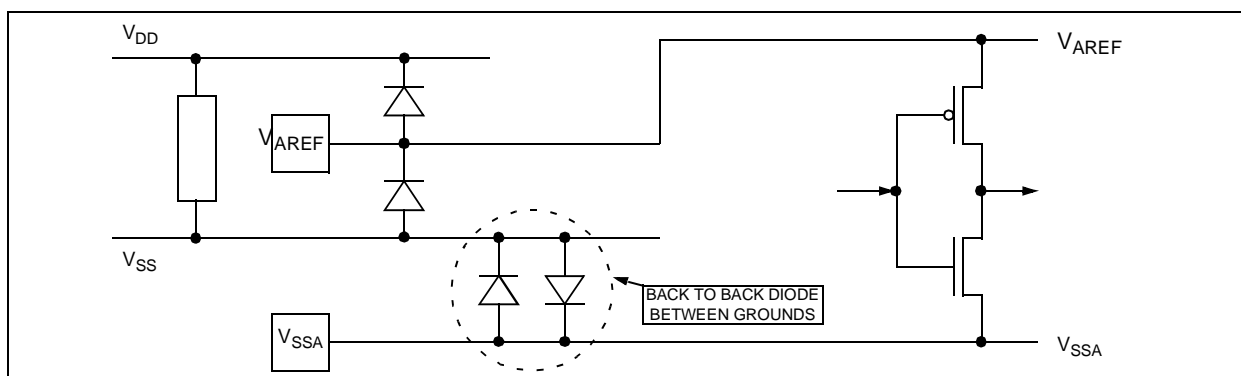 VDD
VAREF
VAREF
VSS
BACK TO BACK DIODE
BETWEEN GROUNDS
VSSA
VSSA